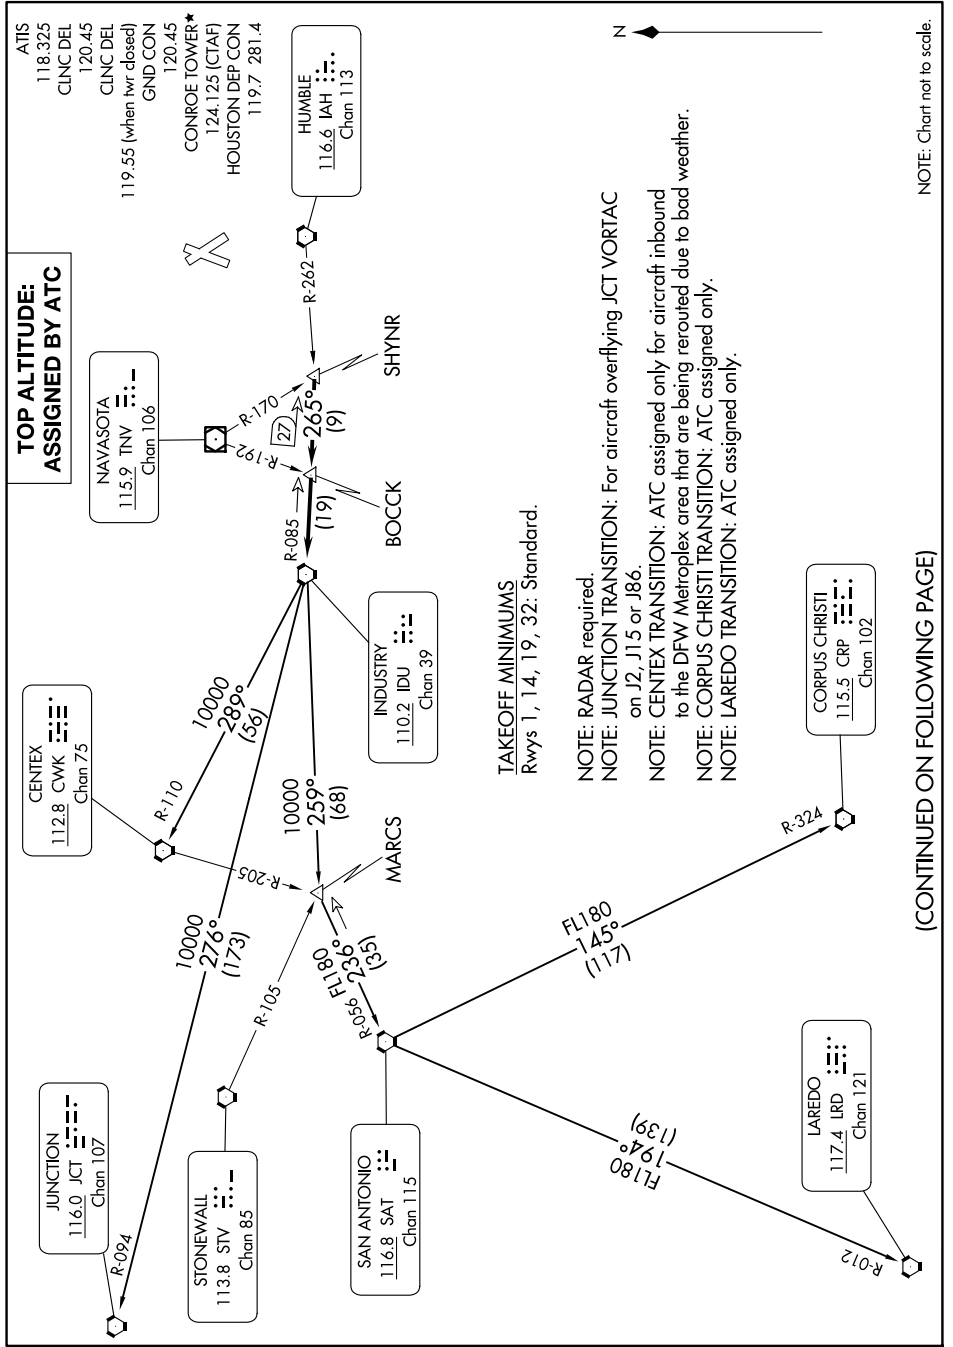 ATIS
118.325
CLNC DEL
120.45
CLNC DEL
119.55 (when twr closed)
GND CON
120.45
CONROE TOWER★
124.125 (CTAF)
HOUSTON DEP CON
119.7 281.4
TOP ALTITUDE:
ASSIGNED BY ATC
HUMBLE
116.6 IAH
Chan 113
N
NAVASOTA
115.9 TNV
Chan 106
R-262
SHYNR
R-170
R-192
27
265°
(9)
BOCCK
R-085
(19)
INDUSTRY
110.2 IDU
Chan 39
CENTEX
112.8 CWK
Chan 75
10000
289°
(56)
R-110
10000
259°
(68)
R-205
MARCS
10000
276°
(173)
R-094
JUNCTION
116.0 JCT
Chan 107
R-105
STONEWALL
113.8 STV
Chan 85
FL180
236°
(35)
R-056
SAN ANTONIO
116.8 SAT
Chan 115
FL180
145°
(117)
R-324
CORPUS CHRISTI
115.5 CRP
Chan 102
FL180
194°
(139)
R-012
LAREDO
117.4 LRD
Chan 121
TAKEOFF MINIMUMS
Rwys 1, 14, 19, 32: Standard.
NOTE: RADAR required.
NOTE: JUNCTION TRANSITION: For aircraft overflying JCT VORTAC
on J2, J15 or J86.
NOTE: CENTEX TRANSITION: ATC assigned only for aircraft inbound
to the DFW Metroplex area that are being rerouted due to bad weather.
NOTE: CORPUS CHRISTI TRANSITION: ATC assigned only.
NOTE: LAREDO TRANSITION: ATC assigned only.
NOTE: Chart not to scale.
(CONTINUED ON FOLLOWING PAGE)